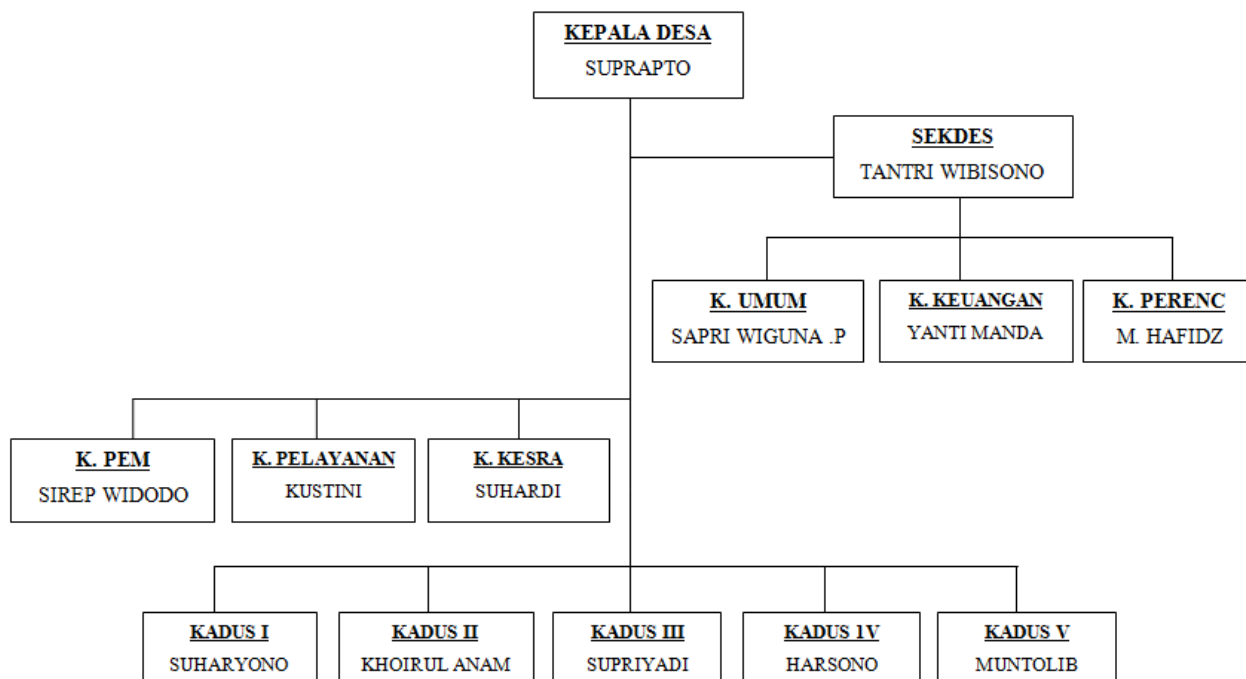 KEPALA DESA
SUPRAPTO
SEKDES
TANTRI WIBISONO
K. UMUM
SAPRI WIGUNA .P
K. KEUANGAN
YANTI MANDA
K. PERENC
M. HAFIDZ
K. PEM
SIREP WIDODO
K. PELAYANAN
KUSTINI
K. KESRA
SUHARDI
KADUS I
SUHARYONO
KADUS II
KHOIRUL ANAM
KADUS III
SUPRIYADI
KADUS 1V
HARSONO
KADUS V
MUNTOLIB